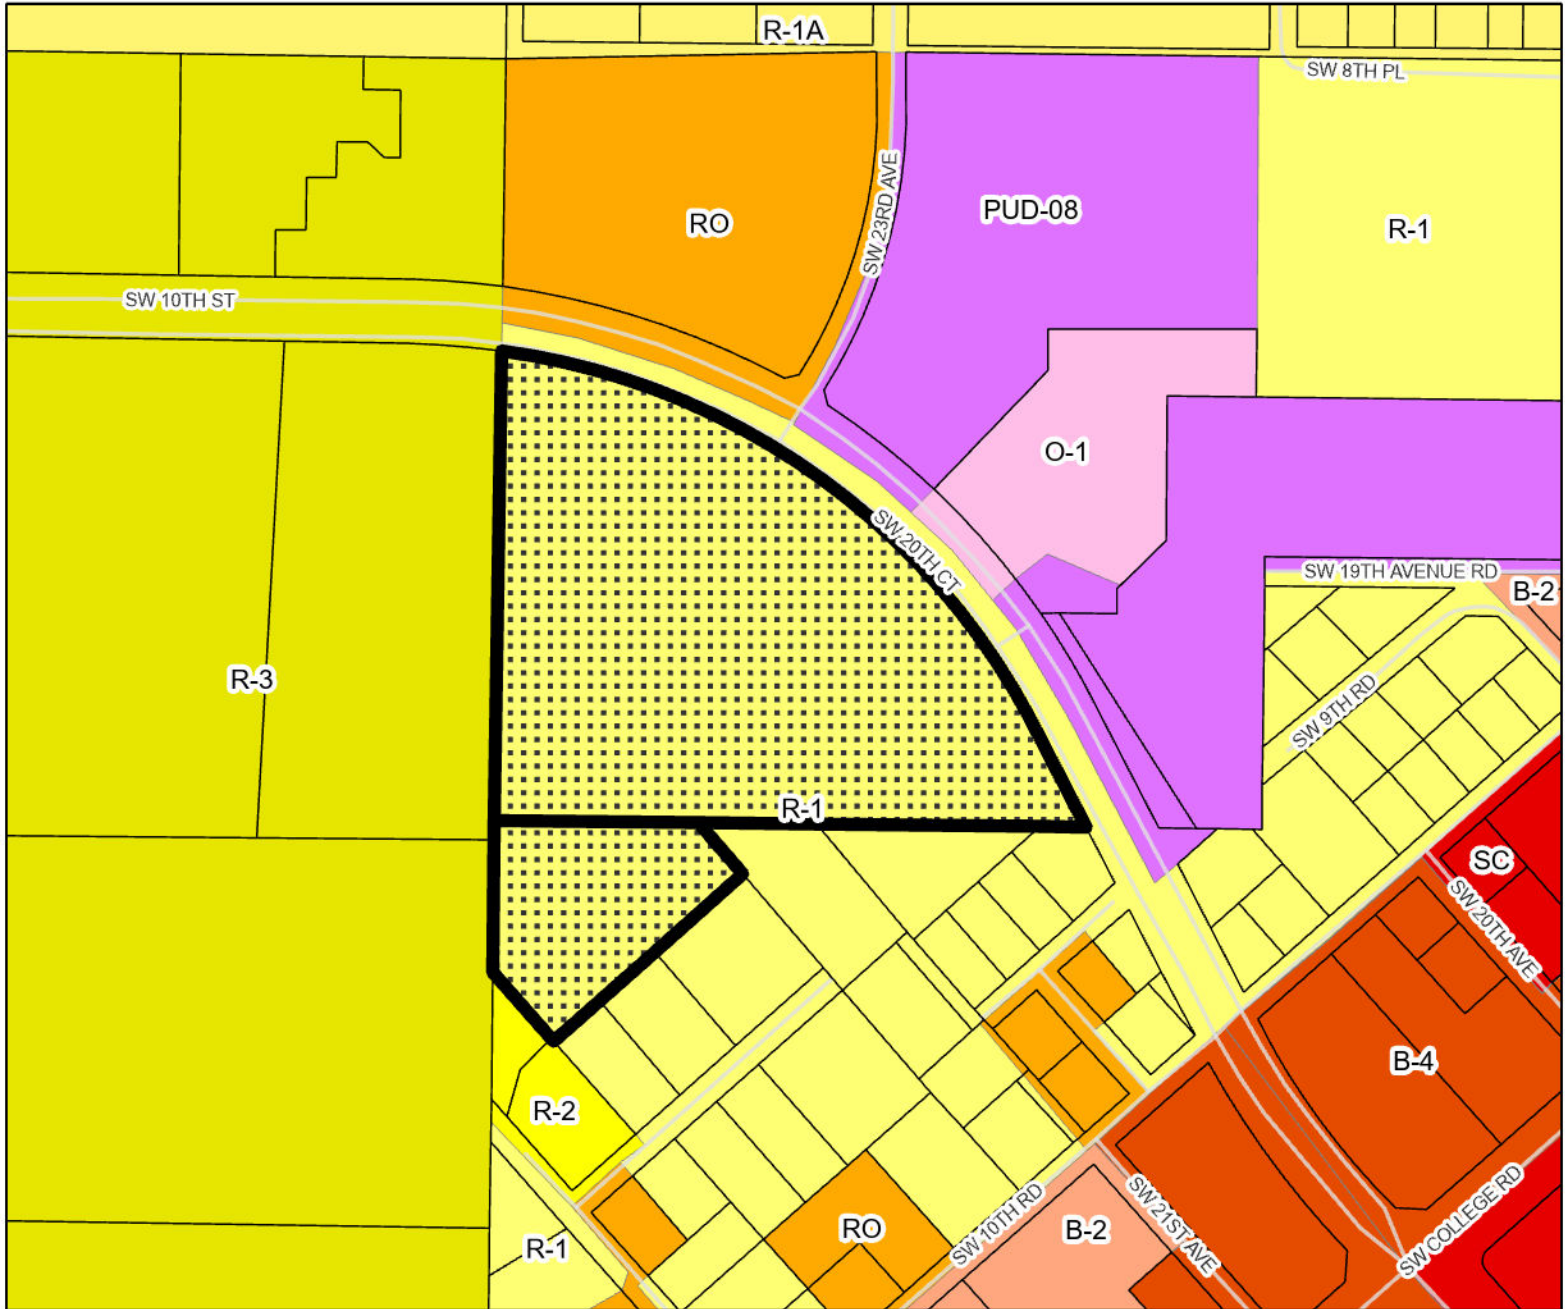 R-1A
SW 8TH PL
SW 23RD AVE
RO
PUD-08
R-1
SW 10TH ST
O-1
SW 20TH CT
SW 19TH AVENUE RD
B-2
R-3
SW 9TH RD
R-1
SC
SW 20TH AVE
B-4
R-2
SW 10TH RD
SW 21ST AVE
SW COLLEGE RD
RO
B-2
R-1